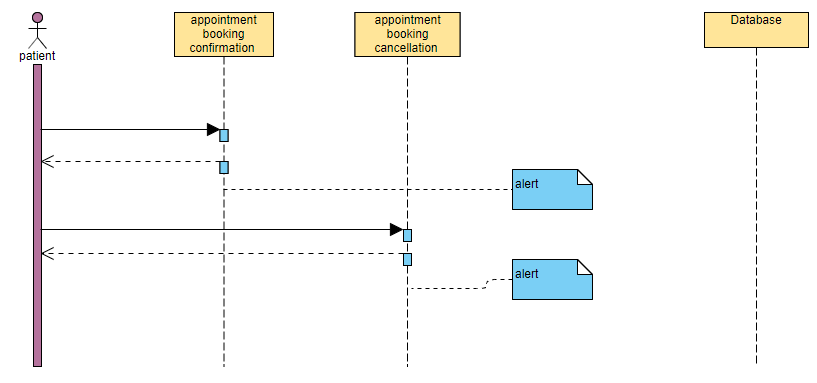 patient
appointment
booking
confirmation
appointment
booking
cancellation
Database
alert
alert